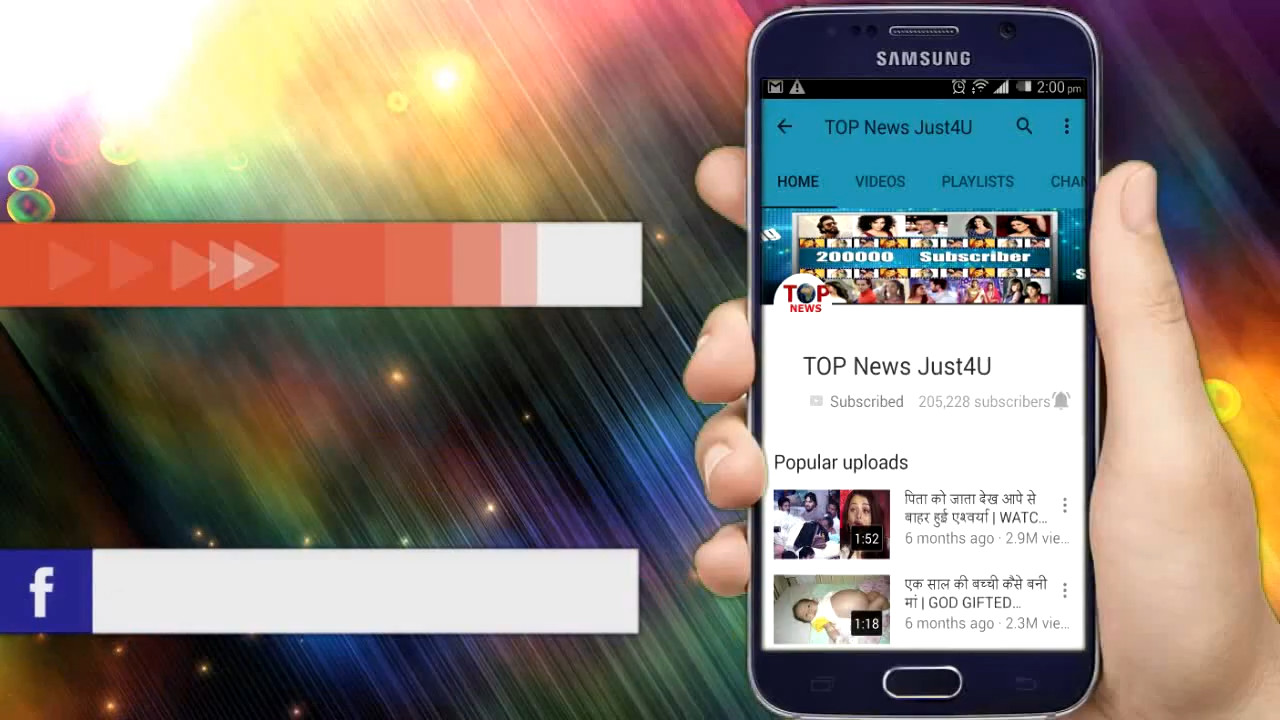 SAMSUNG
2:00 pm
TOP News Just4U
HOME VIDEOS PLAYLISTS CHAN
200000 Subscriber
TOP
NEWS
TOP News Just4U
Subscribed 205,228 subscribers
Popular uploads
पिता को जाता देख आपे से
बाहर हुई एश्वर्या | WATC...
6 months ago · 2.9M vie...
1:52
एक साल की बच्ची कैसे बनी
मां | GOD GIFTED...
6 months ago · 2.3M vie...
1:18
f